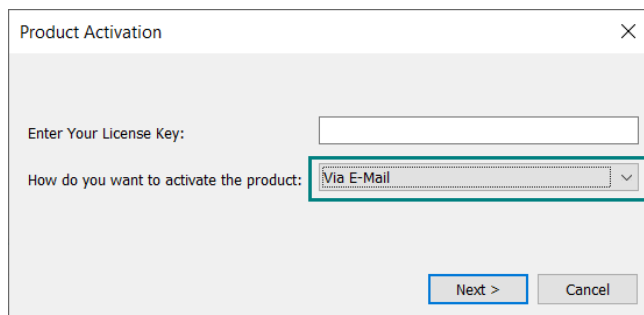 Product Activation
Enter Your License Key:
How do you want to activate the product: Via E-Mail
Next > Cancel